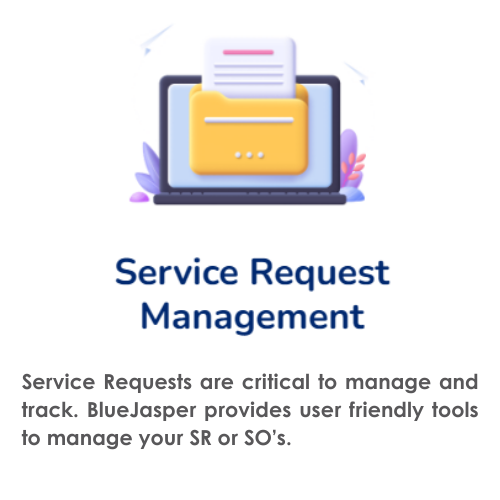 Service Request
Management
Service Requests are critical to manage and
track. BlueJasper provides user friendly tools
to manage your SR or SO's.